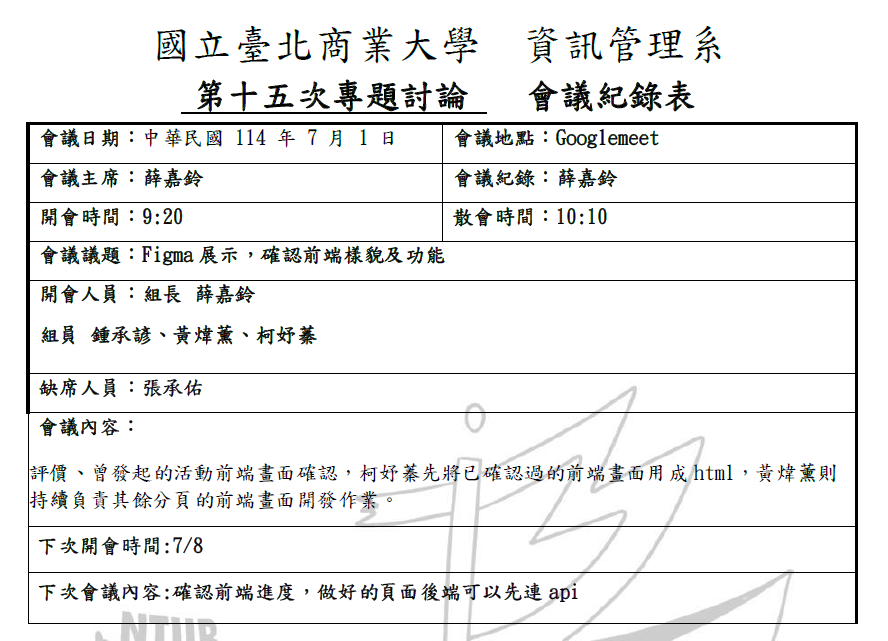 國立臺北商業大學　資訊管理系
第十五次專題討論　會議紀錄表
會議日期：中華民國 114 年 7 月 1 日
會議地點：Googlemeet
會議主席：薛嘉鈴
會議紀錄：薛嘉鈴
開會時間：9:20
散會時間：10:10
會議議題：Figma 展示，確認前端樣貌及功能
開會人員：組長 薛嘉鈴
組員 鍾承諺、黃煒薰、柯妤蓁
缺席人員：張承佑
會議內容：
評價、曾發起的活動前端畫面確認，柯妤蓁先將已確認過的前端畫面用成 html，黃煒薰則
持續負責其餘分頁的前端畫面開發作業。
下次開會時間:7/8
下次會議內容:確認前端進度，做好的頁面後端可以先連 api
NTUB